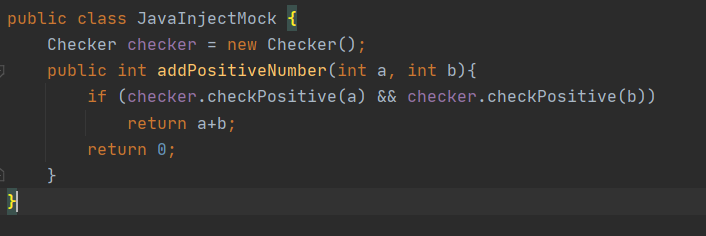 public class JavaInjectMock {
Checker checker = new Checker();
public int addPositiveNumber(int a, int b){
if (checker.checkPositive(a) && checker.checkPositive(b))
return a+b;
return 0;
}
}